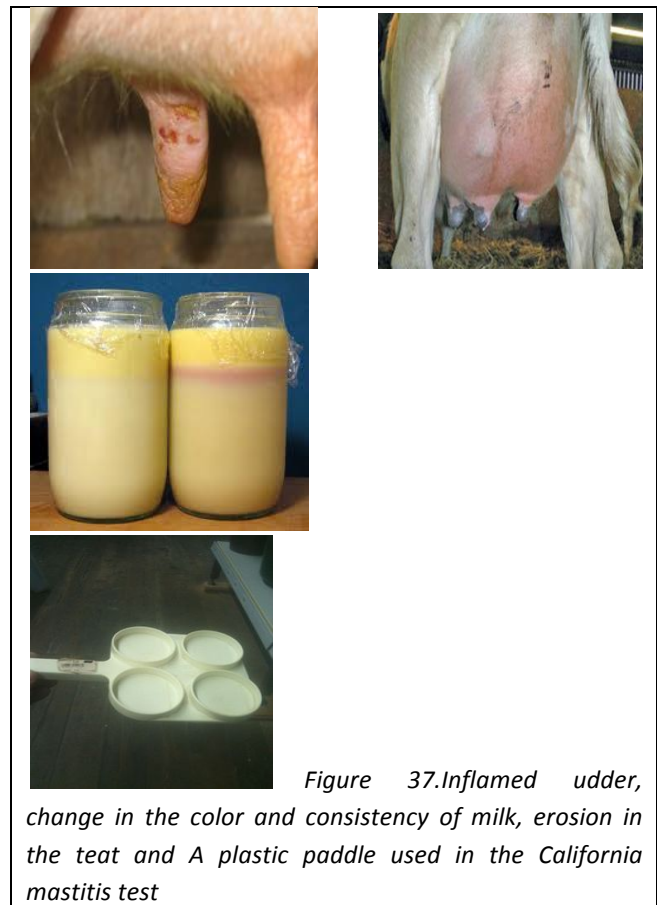 Figure 37.Inflamed udder,
change in the color and consistency of milk, erosion in
the teat and A plastic paddle used in the California
mastitis test